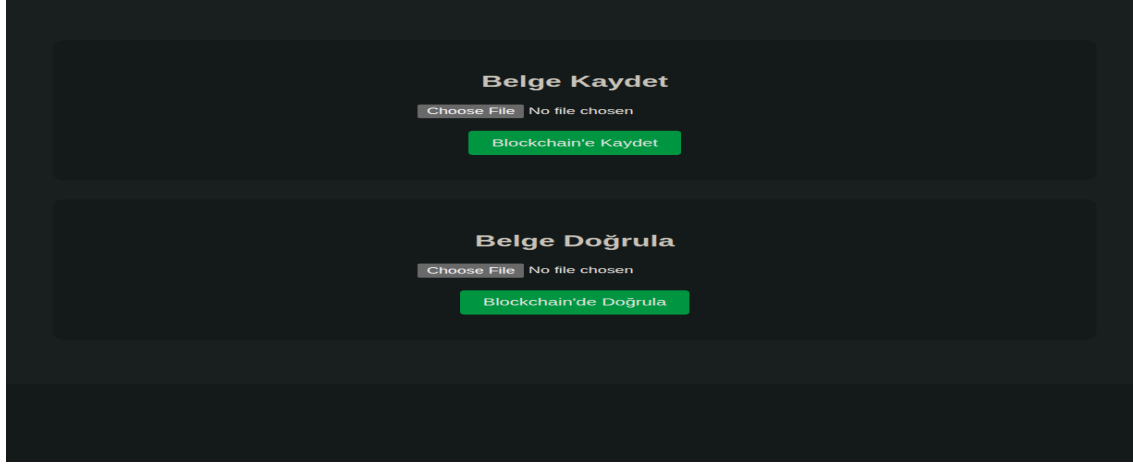 Belge Kaydet
Choose File No file chosen
Blockchain'e Kaydet
Belge Doğrula
Choose File No file chosen
Blockchain'de Doğrula